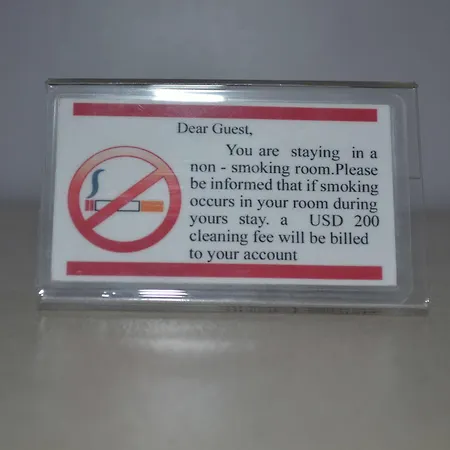 Dear Guest,
You are staying in a
non - smoking room.Please
be informed that if smoking
occurs in your room during
yours stay. a USD 200
cleaning fee will be billed
to your account